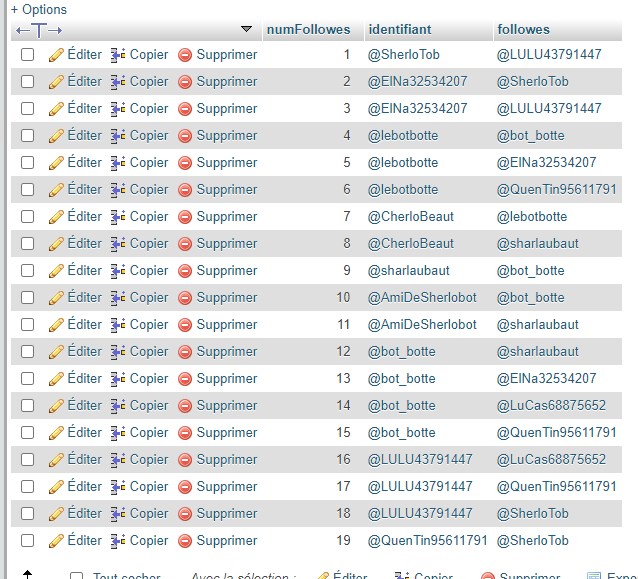 + Options
←T→ numFollowes identifiant followes
Éditer Copier Supprimer 1 @SherloTob @LULU43791447
Éditer Copier Supprimer 2 @ElNa32534207 @SherloTob
Éditer Copier Supprimer 3 @ElNa32534207 @LULU43791447
Éditer Copier Supprimer 4 @lebotbotte @bot_botte
Éditer Copier Supprimer 5 @lebotbotte @ElNa32534207
Éditer Copier Supprimer 6 @lebotbotte @QuenTin95611791
Éditer Copier Supprimer 7 @CherloBeaut @lebotbotte
Éditer Copier Supprimer 8 @CherloBeaut @sharlaubaut
Éditer Copier Supprimer 9 @sharlaubaut @bot_botte
Éditer Copier Supprimer 10 @AmiDeSherlobot @bot_botte
Éditer Copier Supprimer 11 @AmiDeSherlobot @sharlaubaut
Éditer Copier Supprimer 12 @bot_botte @sharlaubaut
Éditer Copier Supprimer 13 @bot_botte @ElNa32534207
Éditer Copier Supprimer 14 @bot_botte @LuCas68875652
Éditer Copier Supprimer 15 @bot_botte @QuenTin95611791
Éditer Copier Supprimer 16 @LULU43791447 @LuCas68875652
Éditer Copier Supprimer 17 @LULU43791447 @QuenTin95611791
Éditer Copier Supprimer 18 @LULU43791447 @SherloTob
Éditer Copier Supprimer 19 @QuenTin95611791 @SherloTob
Tout cocher Avec la sélection : Éditer Copier Supprimer Expo